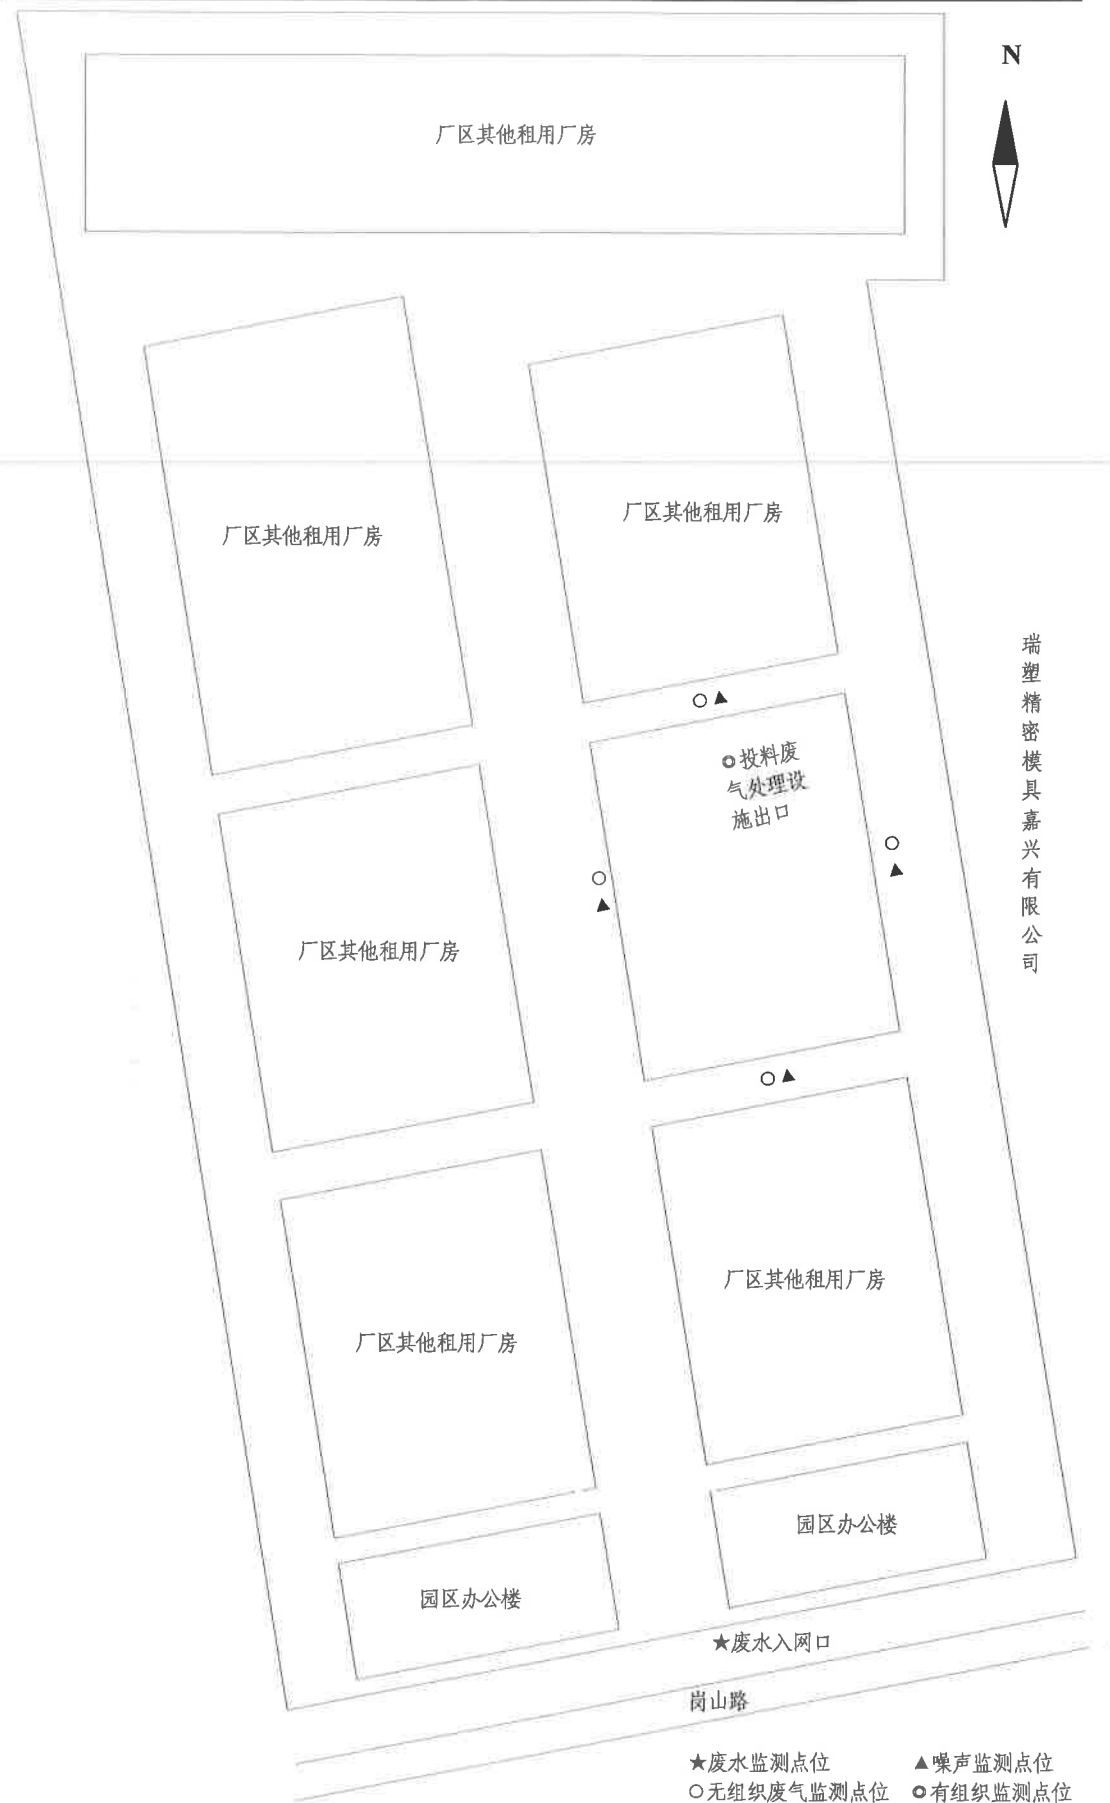 N
厂区其他租用厂房
厂区其他租用厂房
厂区其他租用厂房
瑞塑精密模具嘉兴有限公司
○▲
◎投料废
气处理设
施出口
○
▲
○
▲
厂区其他租用厂房
○▲
厂区其他租用厂房
厂区其他租用厂房
园区办公楼
园区办公楼
★废水入网口
岗山路
★废水监测点位 ▲噪声监测点位
○无组织废气监测点位 ◎有组织监测点位